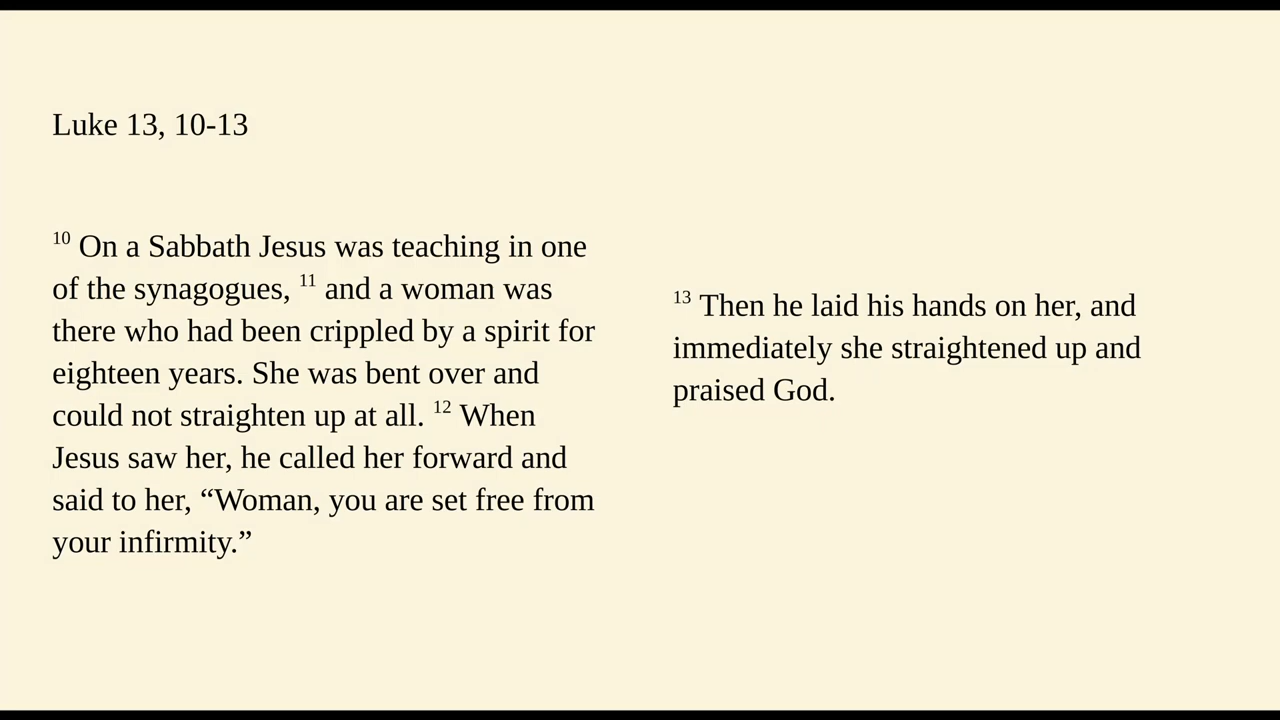 Luke 13, 10-13
10 On a Sabbath Jesus was teaching in one
of the synagogues, 11 and a woman was
there who had been crippled by a spirit for
eighteen years. She was bent over and
could not straighten up at all. 12 When
Jesus saw her, he called her forward and
said to her, “Woman, you are set free from
your infirmity.”
13 Then he laid his hands on her, and
immediately she straightened up and
praised God.